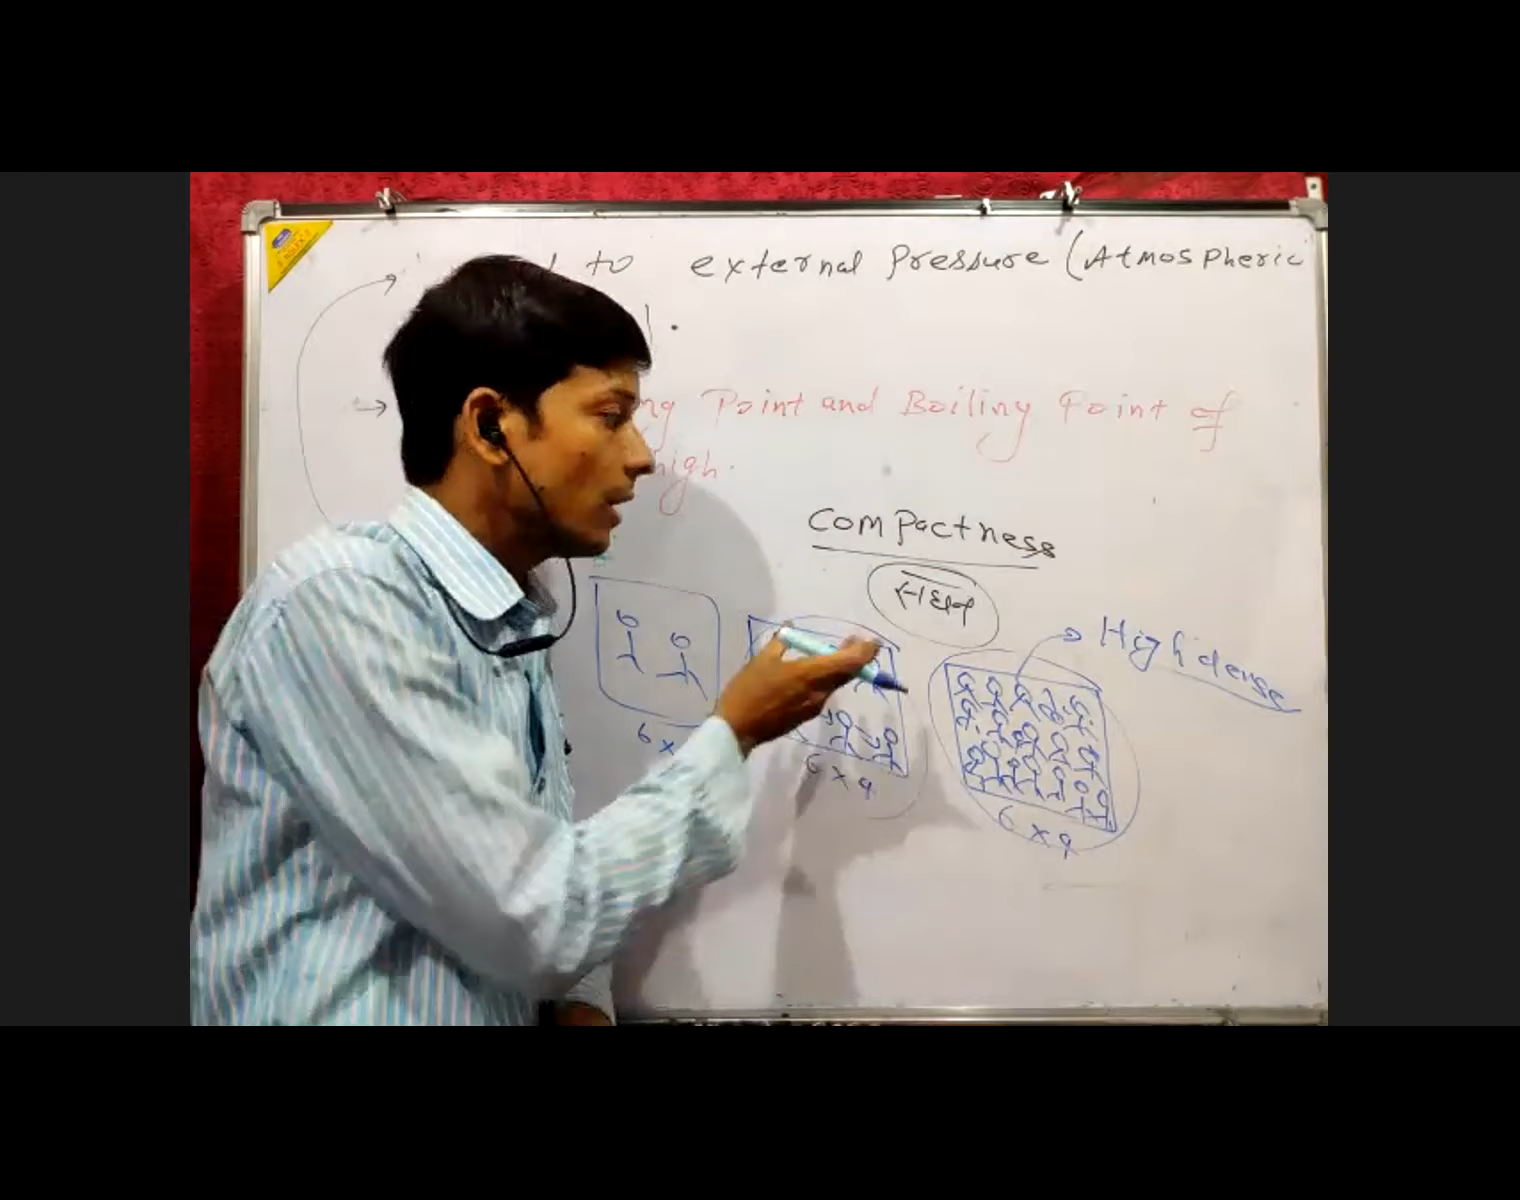 to external Pressure (Atmospheric
ng Point and Boiling Point of
high.
Compactness
सघन
High dense
6 x
6 x 9
6 x 9